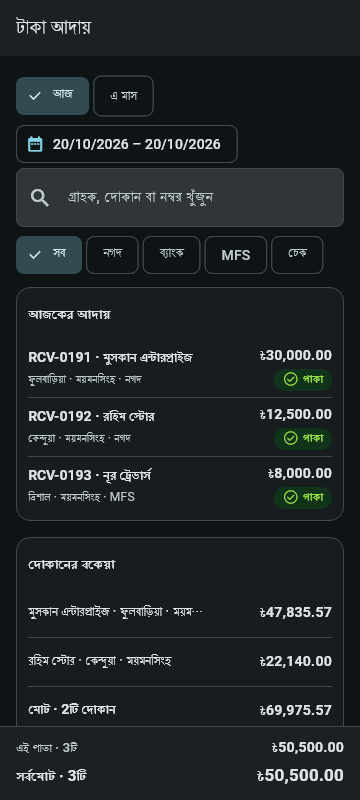 টাকা আদায়
আজ
এ মাস
20/10/2026 – 20/10/2026
গ্রাহক, দোকান বা নম্বর খুঁজুন
সব
নগদ
ব্যাংক
MFS
চেক
আজকের আদায়
RCV-0191 · মুসকান এন্টারপ্রাইজ
৳30,000.00
ফুলবাড়িয়া · ময়মনসিংহ · নগদ
পাকা
RCV-0192 · রহিম স্টোর
৳12,500.00
কেন্দুয়া · ময়মনসিংহ · নগদ
পাকা
RCV-0193 · নূর ট্রেডার্স
৳8,000.00
ত্রিশাল · ময়মনসিংহ · MFS
পাকা
দোকানের বকেয়া
মুসকান এন্টারপ্রাইজ · ফুলবাড়িয়া · ময়ম…
৳47,835.57
রহিম স্টোর · কেন্দুয়া · ময়মনসিংহ
৳22,140.00
মোট · 2টি দোকান
৳69,975.57
এই পাতা · 3টি
৳50,500.00
সর্বমোট · 3টি
৳50,500.00